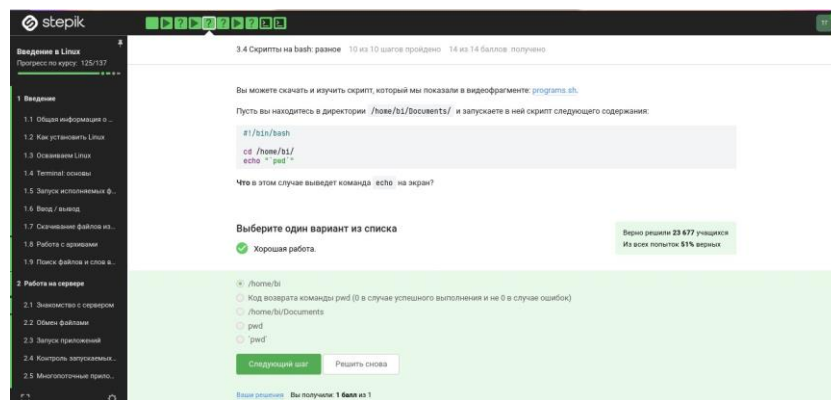 stepik
Введение в Linux
Прогресс по курсу: 125/137
1 Введение
1.1 Общая информация о ...
1.2 Как установить Linux
1.3 Осваиваем Linux
1.4 Terminal: основы
1.5 Запуск исполняемых ф...
1.6 Ввод / вывод
1.7 Скачивание файлов из...
1.8 Работа с архивами
1.9 Поиск файлов и слов в...
2 Работа на сервере
2.1 Знакомство с сервером
2.2 Обмен файлами
2.3 Запуск приложений
2.4 Контроль запускаемых...
2.5 Многопоточные прило...
3.4 Скрипты на bash: разное 10 из 10 шагов пройдено 14 из 14 баллов получено
Вы можете скачать и изучить скрипт, который мы показали в видеофрагменте: programs.sh.
Пусть вы находитесь в директории /home/bi/Documents/ и запускаете в ней скрипт следующего содержания:
#!/bin/bash
cd /home/bi/
echo "`pwd`"
Что в этом случае выведет команда echo на экран?
Выберите один вариант из списка
Хорошая работа.
Верно решили 23 677 учащихся
Из всех попыток 51% верных
/home/bi
Код возврата команды pwd (0 в случае успешного выполнения и не 0 в случае ошибок)
/home/bi/Documents
pwd
`pwd`
Следующий шаг Решить снова
Ваши решения Вы получили: 1 балл из 1